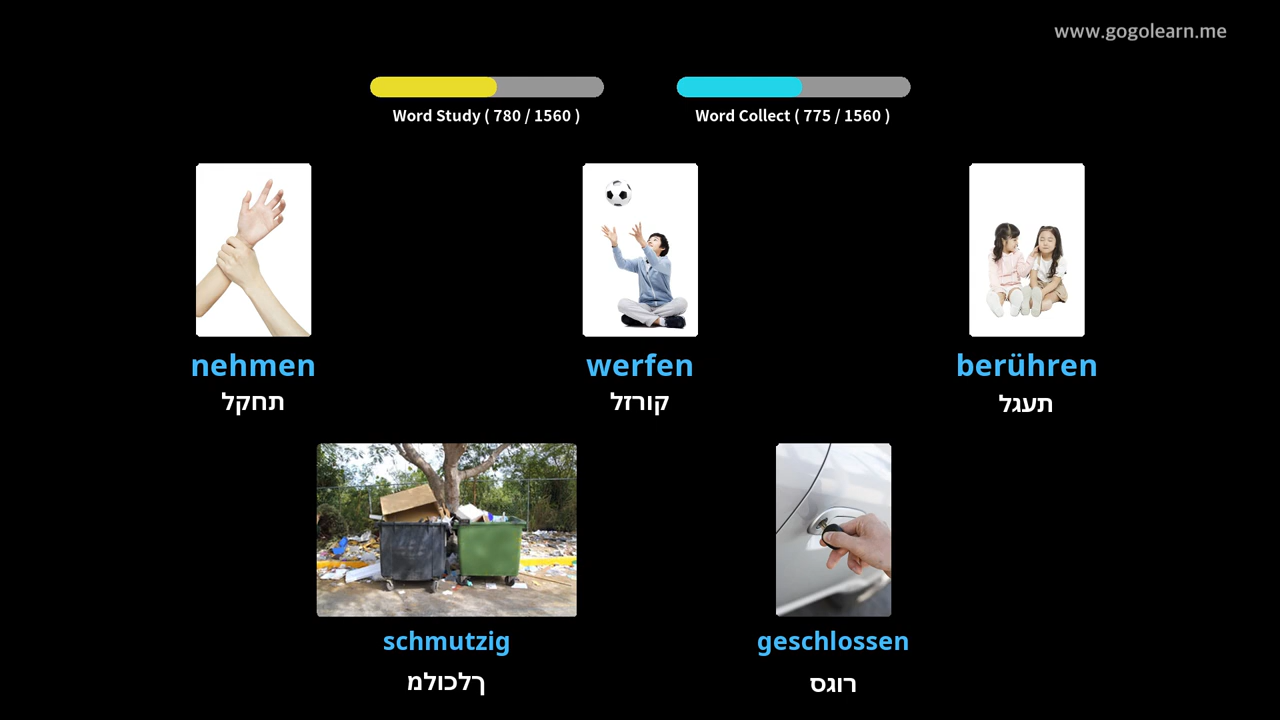 www.gogolearn.me
Word Study ( 780 / 1560 )
Word Collect ( 775 / 1560 )
nehmen
תחקל
werfen
קורזל
berühren
תעגל
schmutzig
ךלכולמ
geschlossen
רוגס